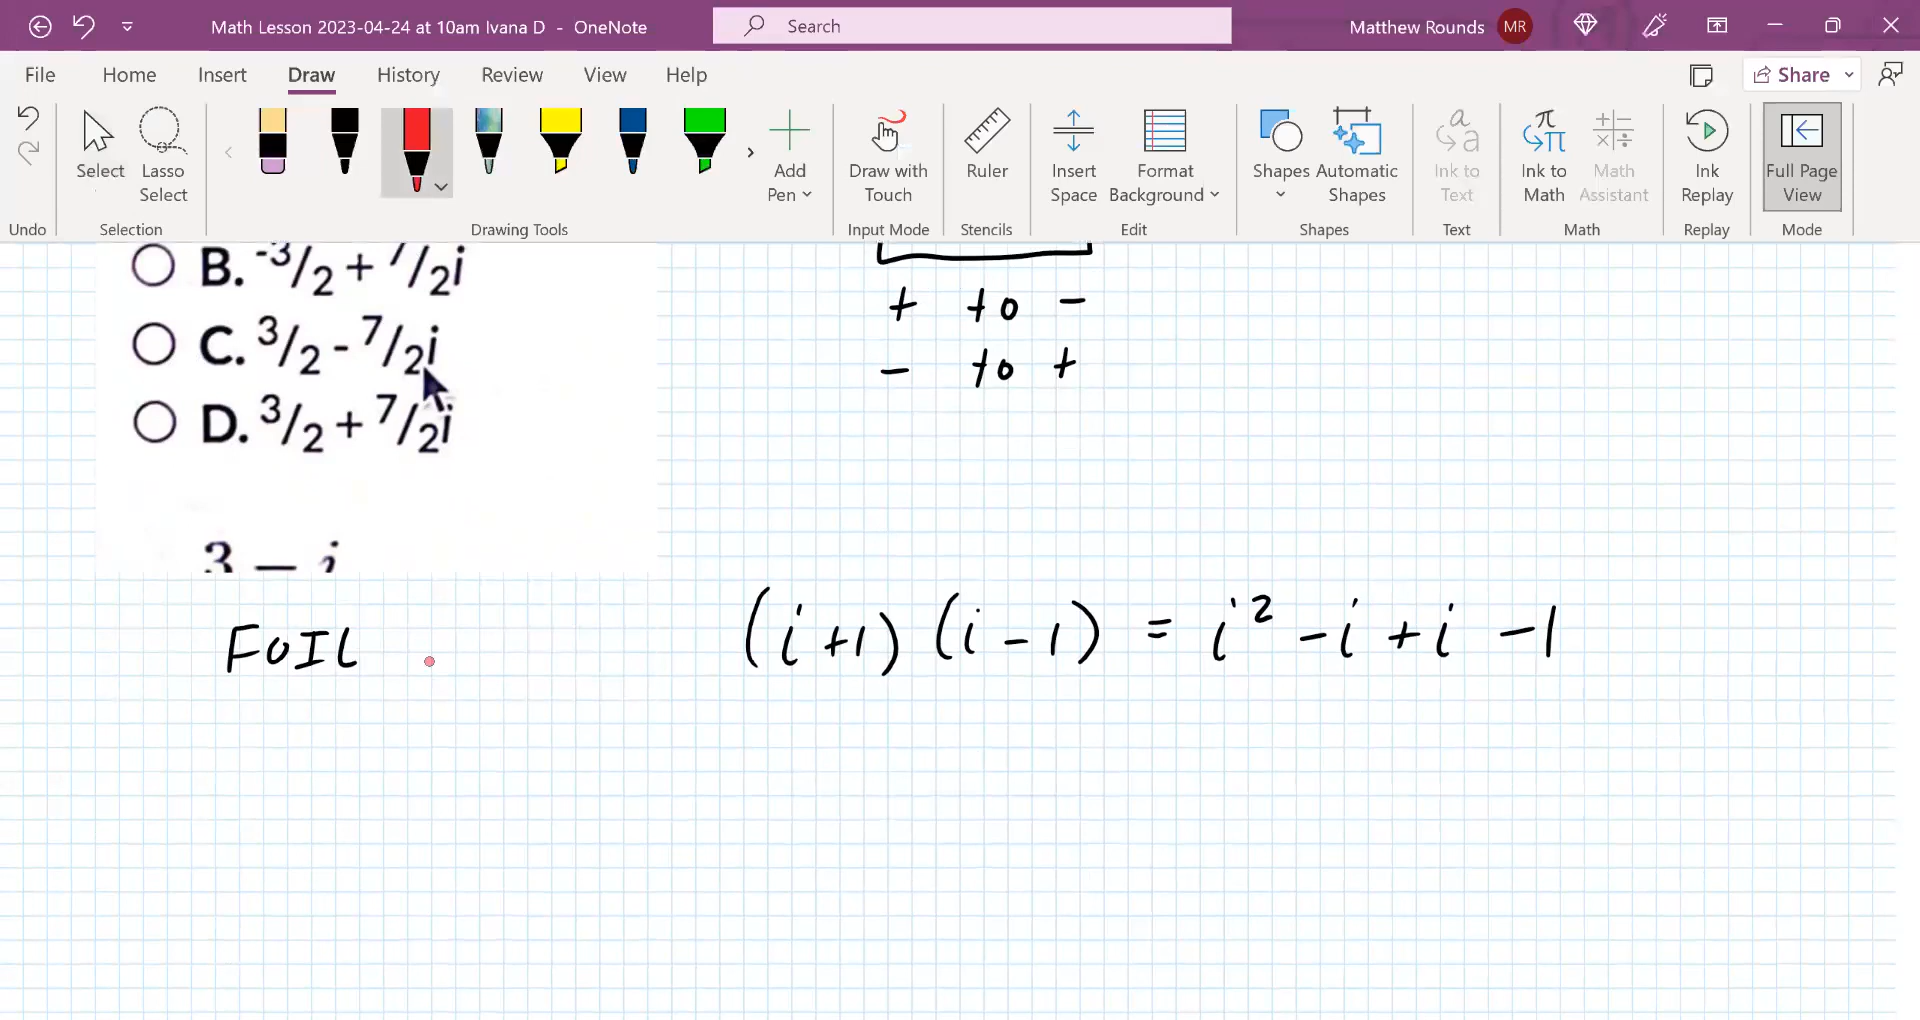 Math Lesson 2023-04-24 at 10am Ivana D - OneNote
Search
Matthew Rounds MR
File Home Insert Draw History Review View Help
Share
Select
Lasso Select
Add Pen
Draw with Touch
Ruler
Insert Space
Format Background
Shapes
Automatic Shapes
Ink to Text
Ink to Math
Math Assistant
Ink Replay
Full Page View
Undo Selection Drawing Tools Input Mode Stencils Edit Shapes Text Math Replay Mode
B. -3/2 + 7/2i
C. 3/2 - 7/2i
D. 3/2 + 7/2i
+ to -
- to +
3 - i
FOIL
(i+1) (i-1) = i² -i +i -1